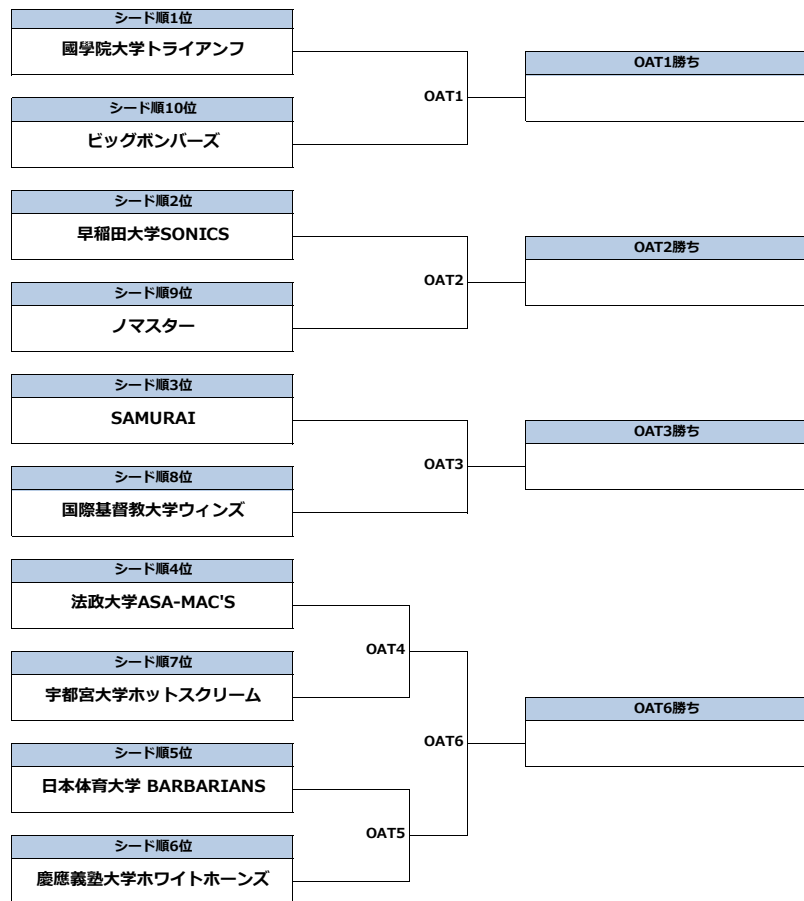 シード順1位
國學院大学トライアンフ
OAT1勝ち
OAT1
シード順10位
ビッグボンバーズ
シード順2位
早稲田大学SONICS
OAT2勝ち
OAT2
シード順9位
ノマスター
シード順3位
SAMURAI
OAT3勝ち
OAT3
シード順8位
国際基督教大学ウィンズ
シード順4位
法政大学ASA-MAC'S
OAT4
シード順7位
宇都宮大学ホットスクリーム
OAT6勝ち
OAT6
シード順5位
日本体育大学 BARBARIANS
OAT5
シード順6位
慶應義塾大学ホワイトホーンズ